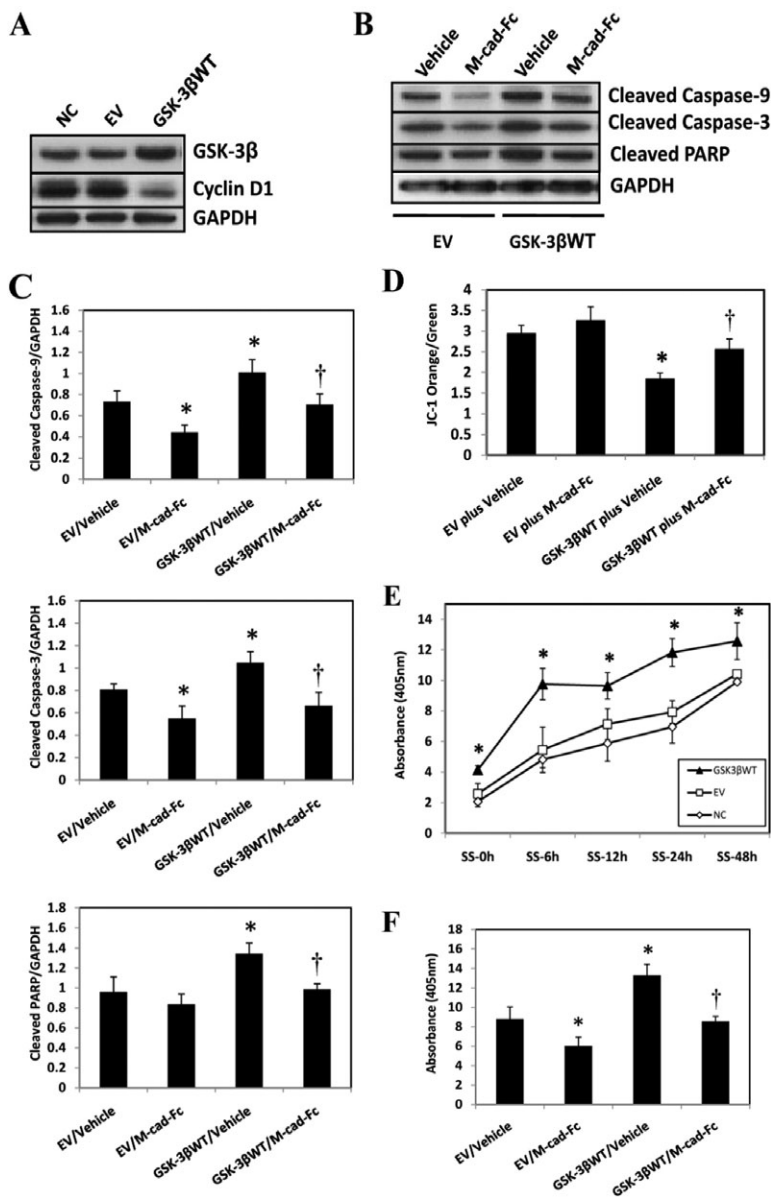 A
NC
EV
GSK-3βWT
GSK-3β
Cyclin D1
GAPDH
B
Vehicle
M-cad-Fc
Vehicle
M-cad-Fc
Cleaved Caspase-9
Cleaved Caspase-3
Cleaved PARP
GAPDH
EV
GSK-3βWT
C
Cleaved Caspase-9/GAPDH
1.6
1.4
1.2
1
0.8
0.6
0.4
0.2
0
*
*
†
EV/Vehicle
EV/M-cad-Fc
GSK-3βWT/Vehicle
GSK-3βWT/M-cad-Fc
Cleaved Caspase-3/GAPDH
1.6
1.4
1.2
1
0.8
0.6
0.4
0.2
0
*
*
†
EV/Vehicle
EV/M-cad-Fc
GSK-3βWT/Vehicle
GSK-3βWT/M-cad-Fc
Cleaved PARP/GAPDH
1.6
1.4
1.2
1
0.8
0.6
0.4
0.2
0
*
†
EV/Vehicle
EV/M-cad-Fc
GSK-3βWT/Vehicle
GSK-3βWT/M-cad-Fc
D
JC-1 Orange/Green
4
3.5
3
2.5
2
1.5
1
0.5
0
*
†
EV plus Vehicle
EV plus M-cad-Fc
GSK-3βWT plus Vehicle
GSK-3βWT plus M-cad-Fc
E
Absorbance (405nm)
14
12
10
8
6
4
2
0
*
*
*
*
*
GSK3βWT
EV
NC
SS-0h
SS-6h
SS-12h
SS-24h
SS-48h
F
Absorbance (405nm)
18
16
14
12
10
8
6
4
2
0
*
*
†
EV/Vehicle
EV/M-cad-Fc
GSK-3βWT/Vehicle
GSK-3βWT/M-cad-Fc